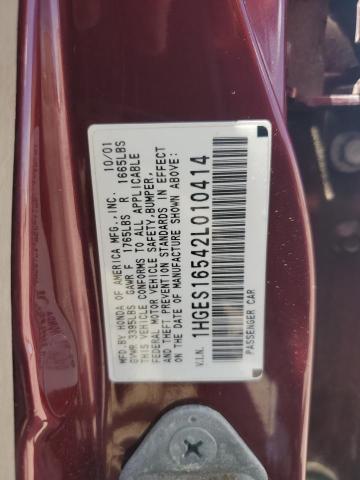 MFD.BY HONDA OF AMERICA MFG.,INC. 10/01
GVWR 3395LBS GAWR F 1765LBS R 1665LBS
THIS VEHICLE CONFORMS TO ALL APPLICABLE
FEDERAL MOTOR VEHICLE SAFETY,BUMPER,
AND THEFT PREVENTION STANDARDS IN EFFECT
ON THE DATE OF MANUFACTURE SHOWN ABOVE.
V.I.N. 1HGES16542L010414
PASSENGER CAR